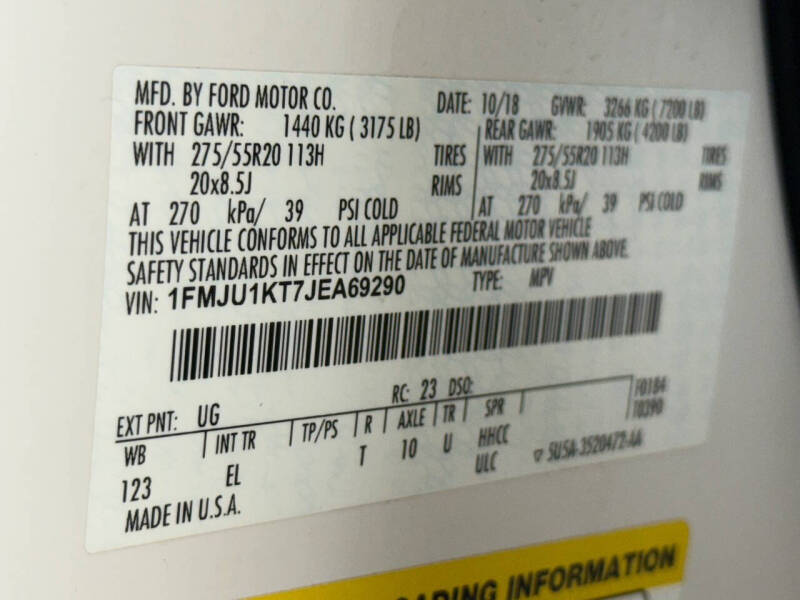 MFD. BY FORD MOTOR CO.
DATE: 10/18 GVWR: 3266 KG ( 7200 LB)
FRONT GAWR: 1440 KG ( 3175 LB)
REAR GAWR: 1905 KG ( 4200 LB)
WITH 275/55R20 113H TIRES
WITH 275/55R20 113H TIRES
20x8.5J RIMS
20x8.5J RIMS
AT 270 kPa/ 39 PSI COLD
AT 270 kPa/ 39 PSI COLD
THIS VEHICLE CONFORMS TO ALL APPLICABLE FEDERAL MOTOR VEHICLE
SAFETY STANDARDS IN EFFECT ON THE DATE OF MANUFACTURE SHOWN ABOVE.
VIN: 1FMJU1KT7JEA69290 TYPE: MPV
EXT PNT: UG RC: 23 DSO: F0184
T0390
WB INT TR TP/PS R AXLE TR SPR
123 EL T 10 U HHCC
ULC
SU5A-3520472-AA
MADE IN U.S.A.
ADING INFORMATION